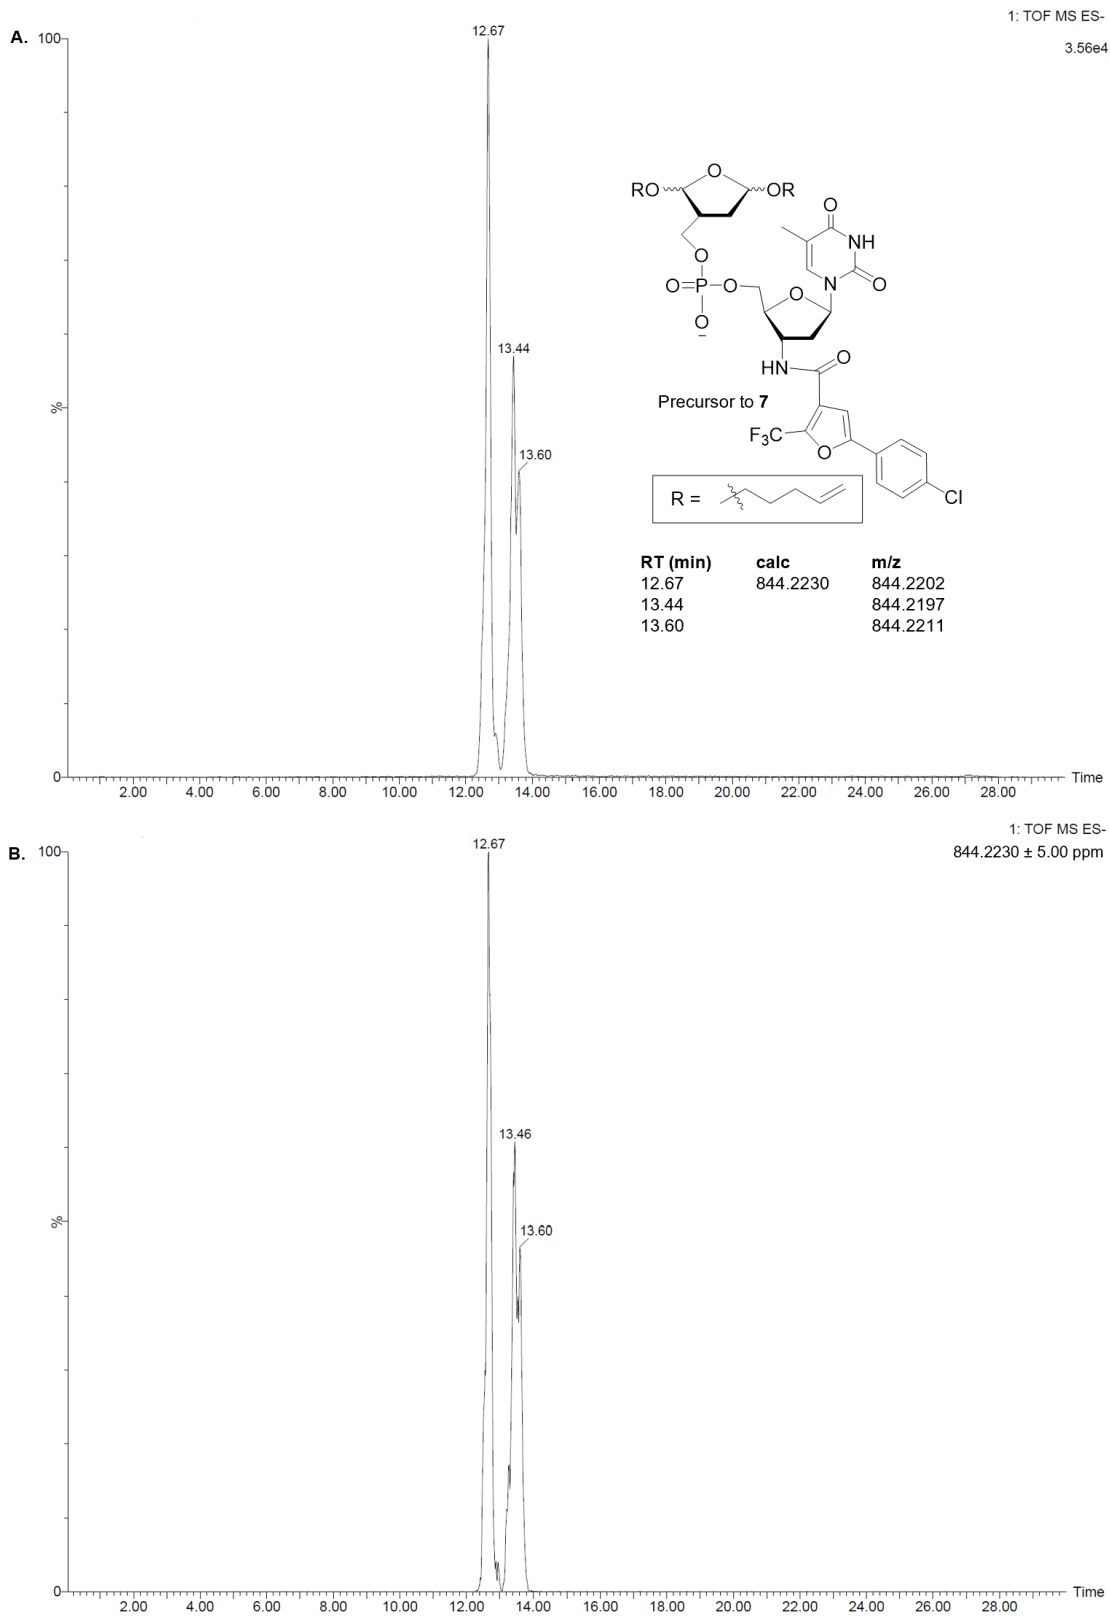 A.
1: TOF MS ES-
3.56e4
100
12.67
13.44
13.60
%
0
2.00 4.00 6.00 8.00 10.00 12.00 14.00 16.00 18.00 20.00 22.00 24.00 26.00 28.00
Time
O
RO OR
O
O
NH
O=P-O O N O
O
–
HN O
Precursor to 7
F₃C
O
Cl
R =
RT (min) calc m/z
12.67 844.2230 844.2202
13.44 844.2197
13.60 844.2211
B.
1: TOF MS ES-
844.2230 ± 5.00 ppm
100
12.67
13.46
13.60
%
0
2.00 4.00 6.00 8.00 10.00 12.00 14.00 16.00 18.00 20.00 22.00 24.00 26.00 28.00
Time